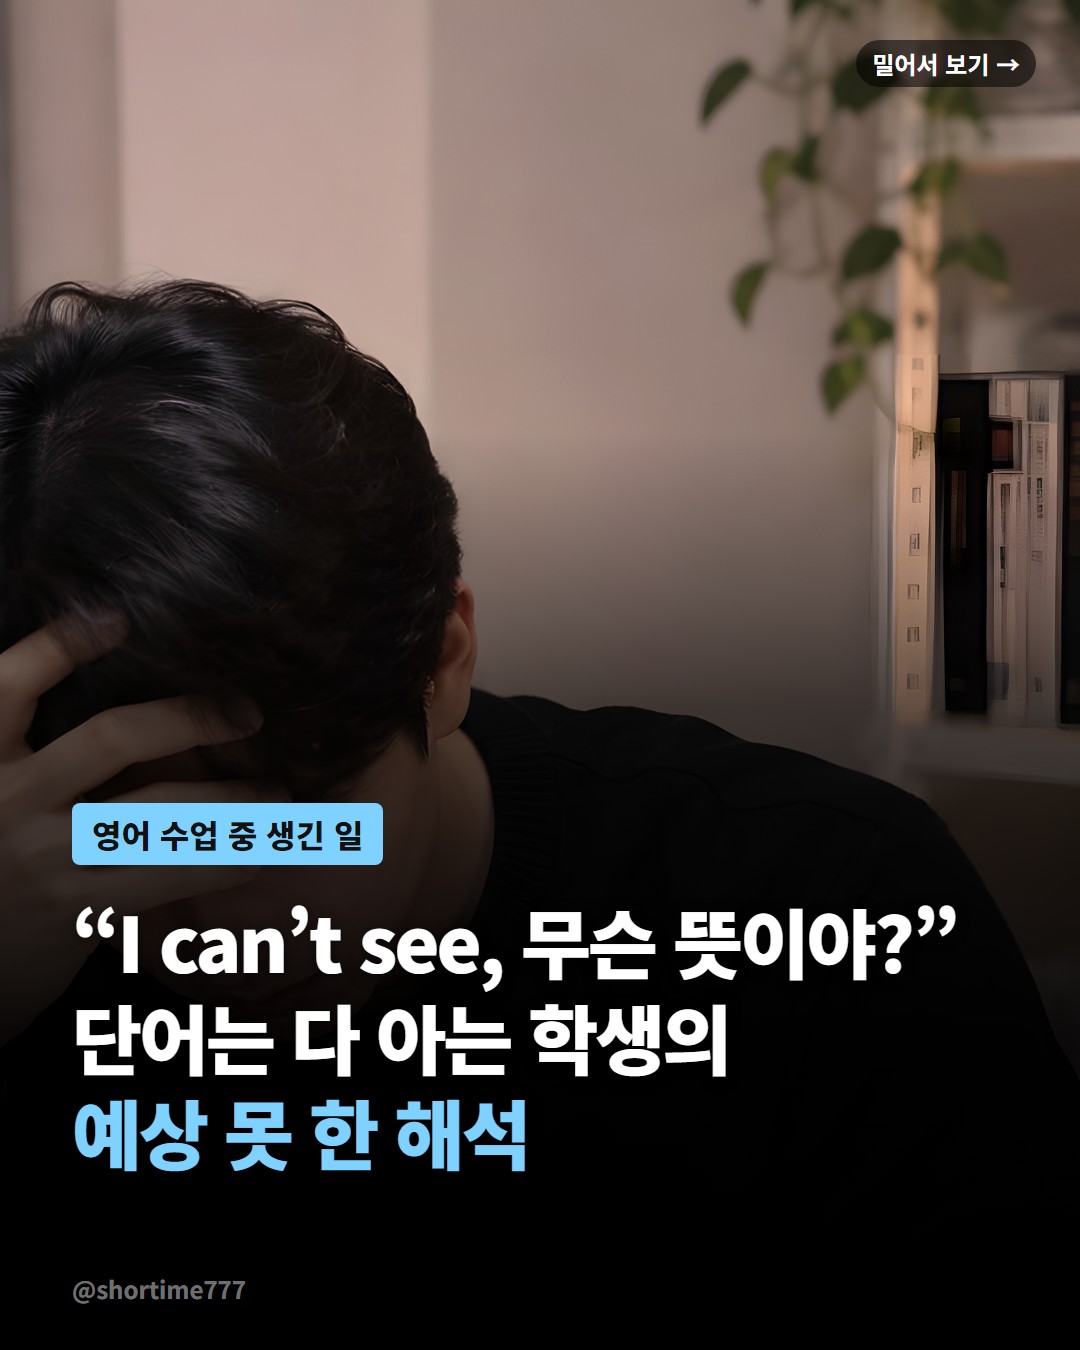 밀어서 보기 →
영어 수업 중 생긴 일
“I can’t see, 무슨 뜻이야?”
단어는 다 아는 학생의
예상 못 한 해석
@shortime777